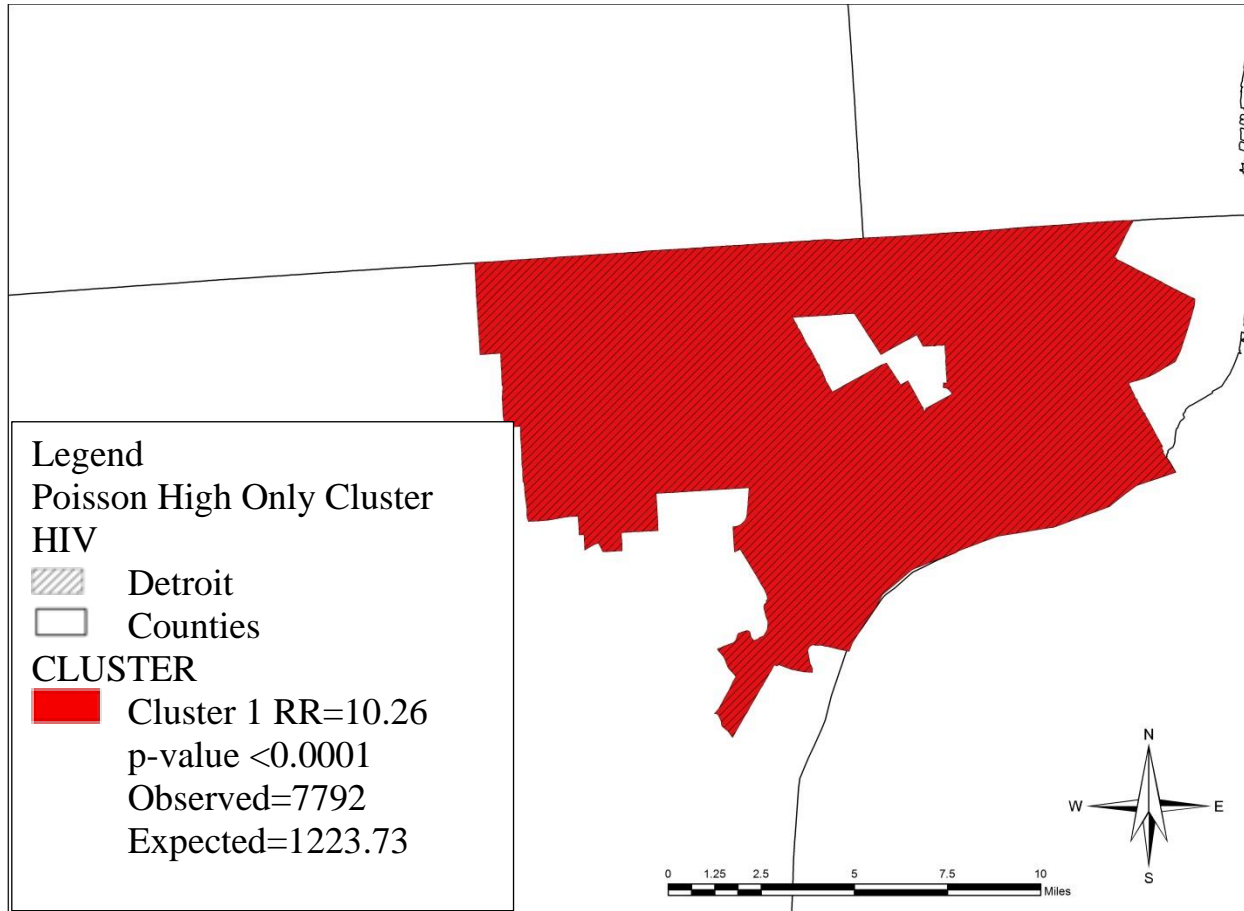 Legend
Poisson High Only Cluster
HIV
Detroit
Counties
CLUSTER
Cluster 1 RR=10.26
p-value <0.0001
Observed=7792
Expected=1223.73
N
W E
S
0 1.25 2.5 5 7.5 10
Miles